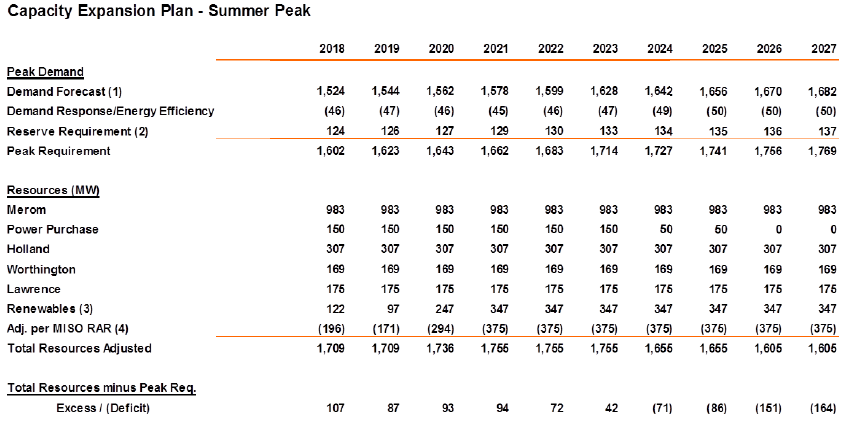 Capacity Expansion Plan - Summer Peak
2018 2019 2020 2021 2022 2023 2024 2025 2026 2027
Peak Demand
Demand Forecast (1) 1,524 1,544 1,562 1,578 1,599 1,628 1,642 1,656 1,670 1,682
Demand Response/Energy Efficiency (46) (47) (46) (45) (46) (47) (49) (50) (50) (50)
Reserve Requirement (2) 124 126 127 129 130 133 134 135 136 137
Peak Requirement 1,602 1,623 1,643 1,662 1,683 1,714 1,727 1,741 1,756 1,769
Resources (MW)
Merom 983 983 983 983 983 983 983 983 983 983
Power Purchase 150 150 150 150 150 150 50 50 0 0
Holland 307 307 307 307 307 307 307 307 307 307
Worthington 169 169 169 169 169 169 169 169 169 169
Lawrence 175 175 175 175 175 175 175 175 175 175
Renewables (3) 122 97 247 347 347 347 347 347 347 347
Adj. per MISO RAR (4) (196) (171) (294) (375) (375) (375) (375) (375) (375) (375)
Total Resources Adjusted 1,709 1,709 1,736 1,755 1,755 1,755 1,655 1,655 1,605 1,605
Total Resources minus Peak Req.
Excess / (Deficit) 107 87 93 94 72 42 (71) (86) (151) (164)